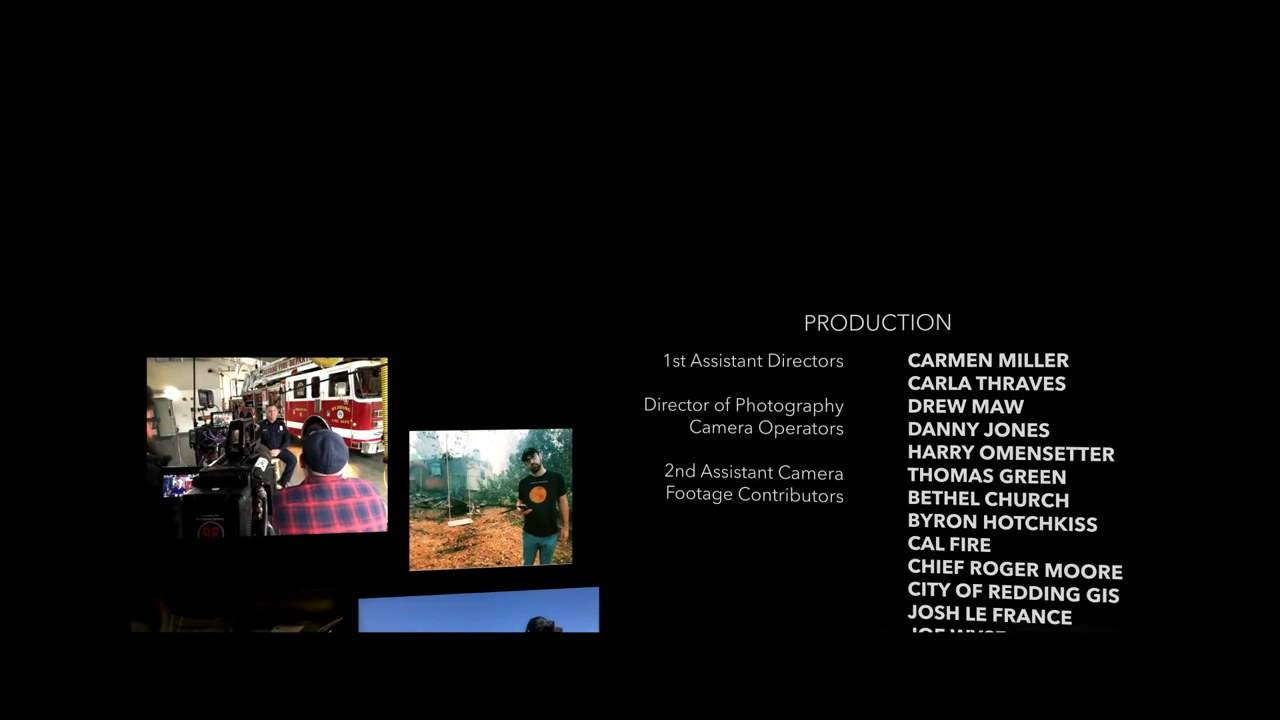 PRODUCTION
1st Assistant Directors
CARMEN MILLER
CARLA THRAVES
Director of Photography
DREW MAW
Camera Operators
DANNY JONES
HARRY OMENSETTER
2nd Assistant Camera
THOMAS GREEN
Footage Contributors
BETHEL CHURCH
BYRON HOTCHKISS
CAL FIRE
CHIEF ROGER MOORE
CITY OF REDDING GIS
JOSH LE FRANCE